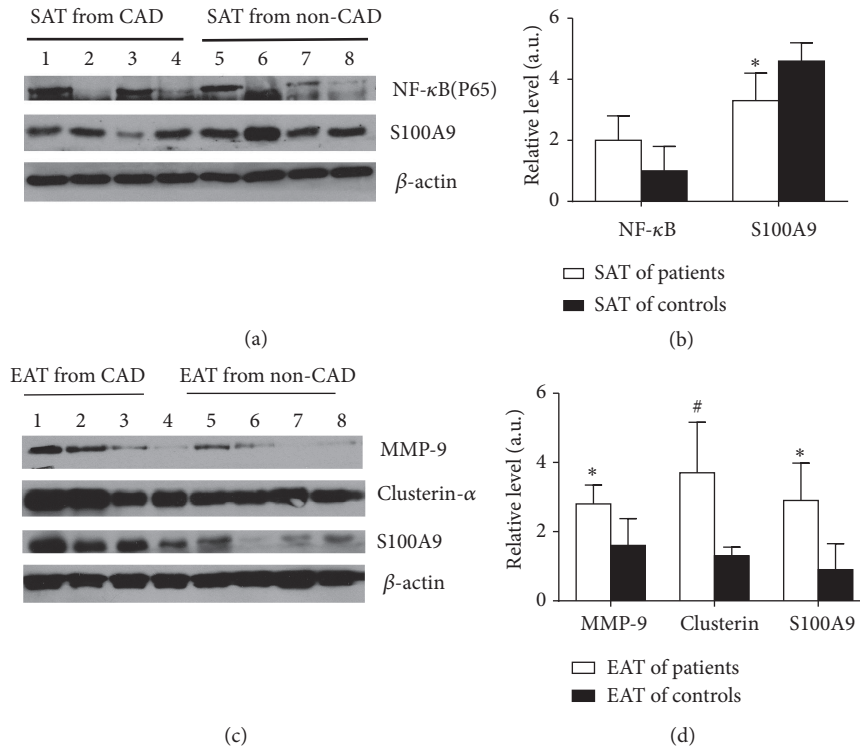 SAT from CAD SAT from non-CAD
1 2 3 4 5 6 7 8
NF-κB(P65)
S100A9
β-actin
(a)
6
4
2
0
Relative level (a.u.)
*
NF-κB S100A9
SAT of patients
SAT of controls
(b)
EAT from CAD EAT from non-CAD
1 2 3 4 5 6 7 8
MMP-9
Clusterin-α
S100A9
β-actin
(c)
6
4
2
0
Relative level (a.u.)
* # *
MMP-9 Clusterin S100A9
EAT of patients
EAT of controls
(d)